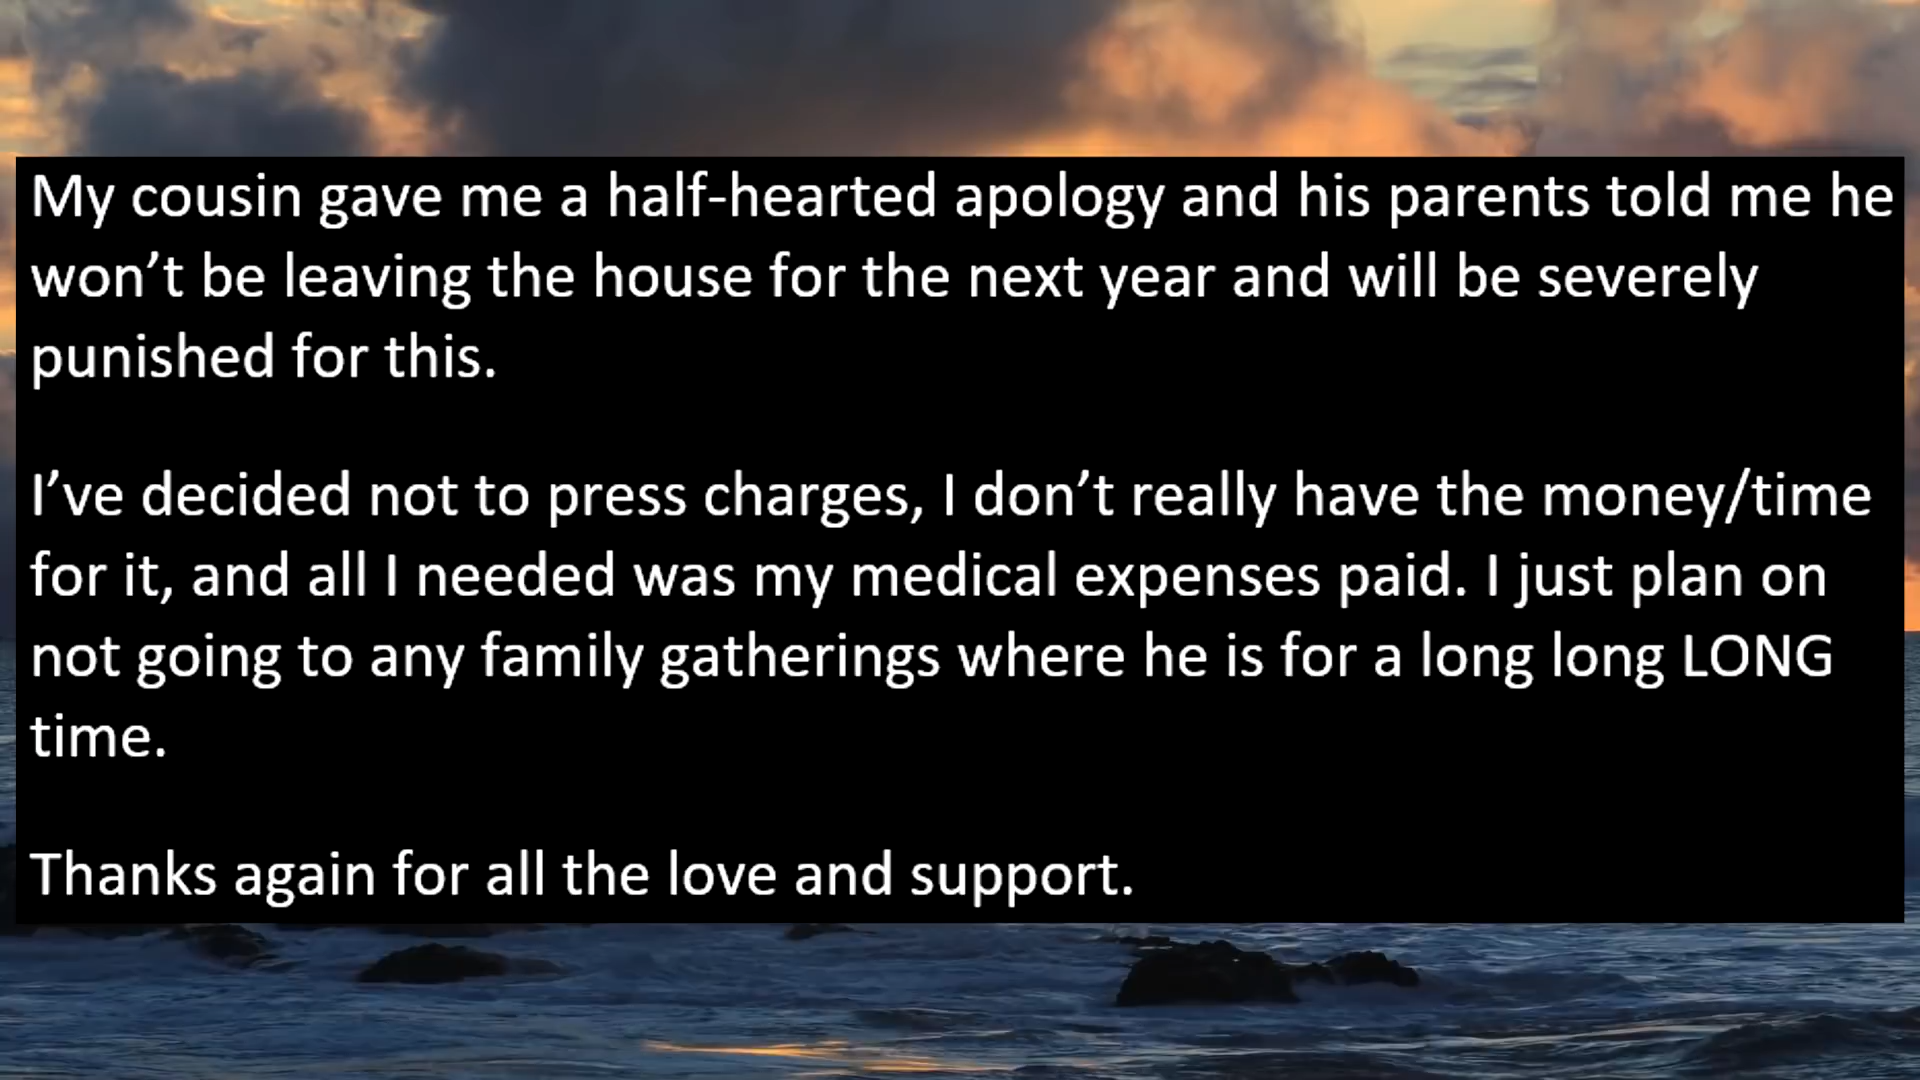 My cousin gave me a half-hearted apology and his parents told me he
won’t be leaving the house for the next year and will be severely
punished for this.
I’ve decided not to press charges, I don’t really have the money/time
for it, and all I needed was my medical expenses paid. I just plan on
not going to any family gatherings where he is for a long long LONG
time.
Thanks again for all the love and support.